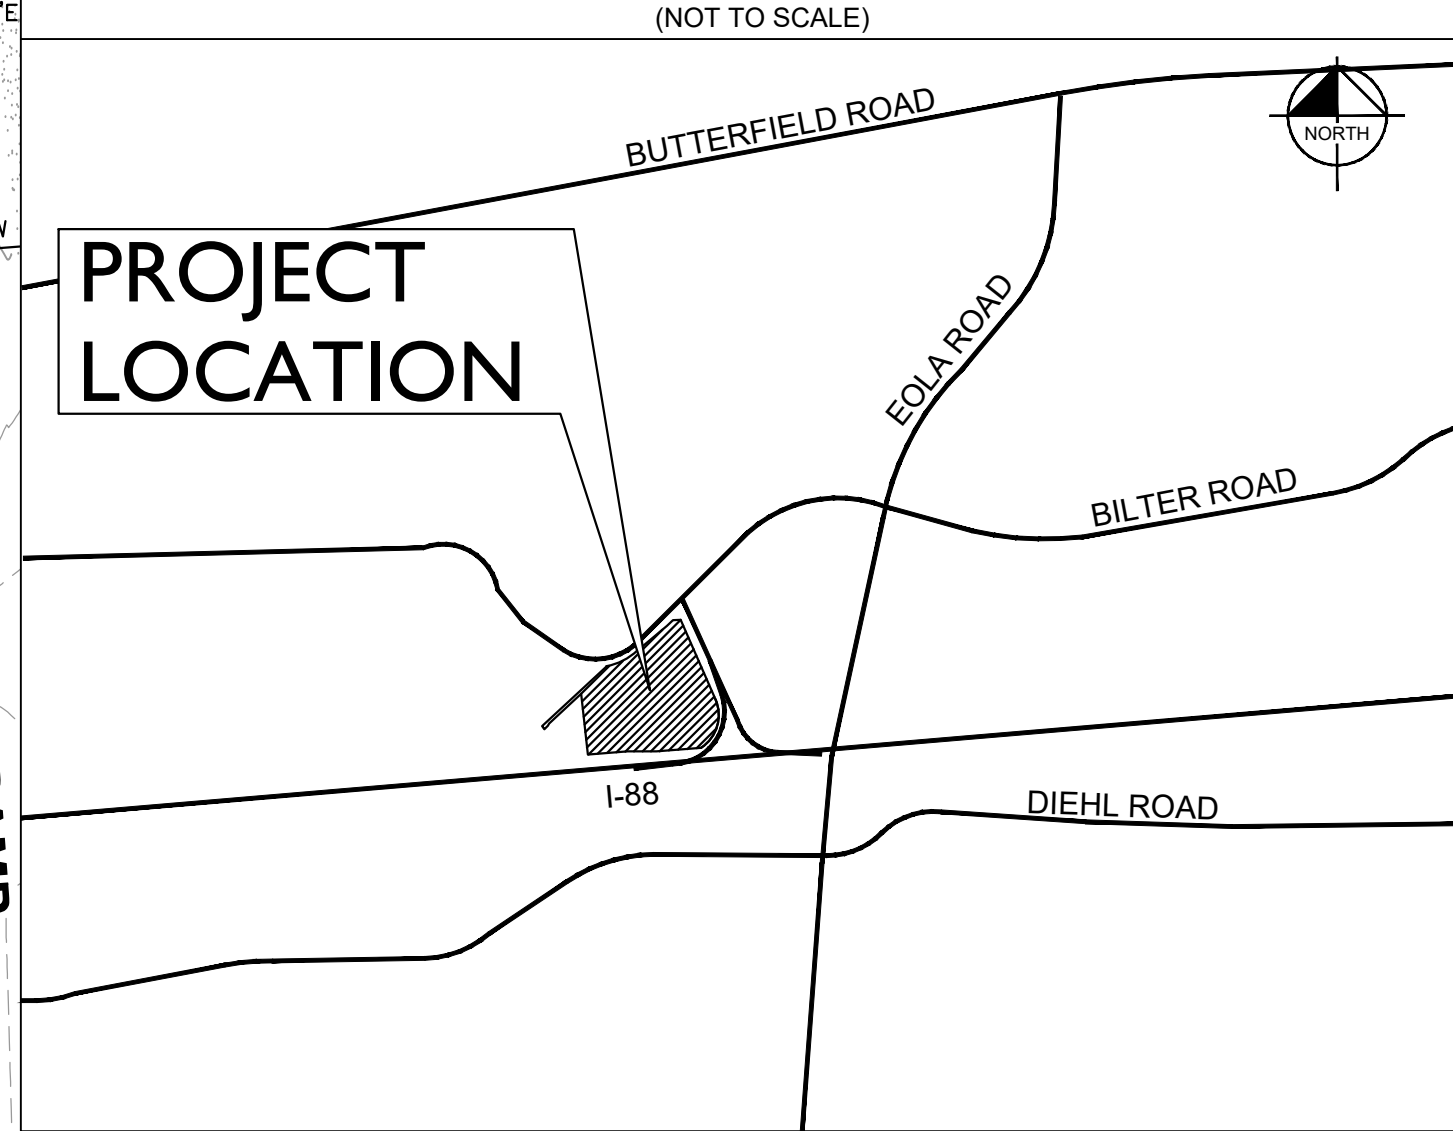 (NOT TO SCALE)
BUTTERFIELD ROAD
NORTH
PROJECT
LOCATION
EOLA ROAD
BILTER ROAD
I-88
DIEHL ROAD